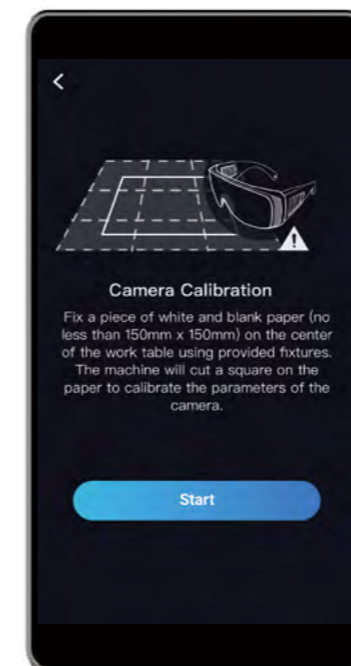 Camera Calibration
Fix a piece of white and blank paper (no
less than 150mm x 150mm) on the center
of the work table using provided fixtures.
The machine will cut a square on the
paper to calibrate the parameters of the
camera.
Start